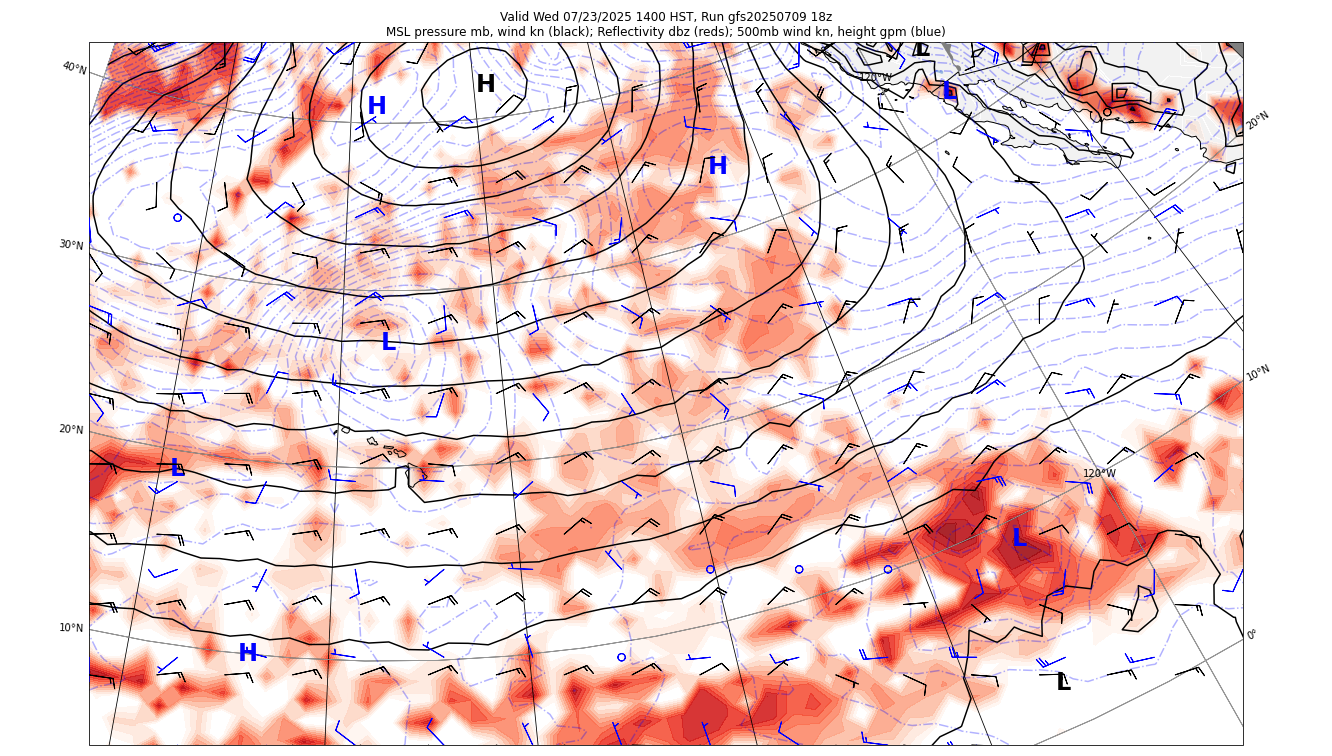 Valid Wed 07/23/2025 1400 HST, Run gfs20250709 18z
MSL pressure mb, wind kn (black); Reflectivity dbz (reds); 500mb wind kn, height gpm (blue)
L
40°N
120°W
H
L
H
20°N
H
30°N
L
10°N
20°N
L
120°W
L
10°N
0°
H
L